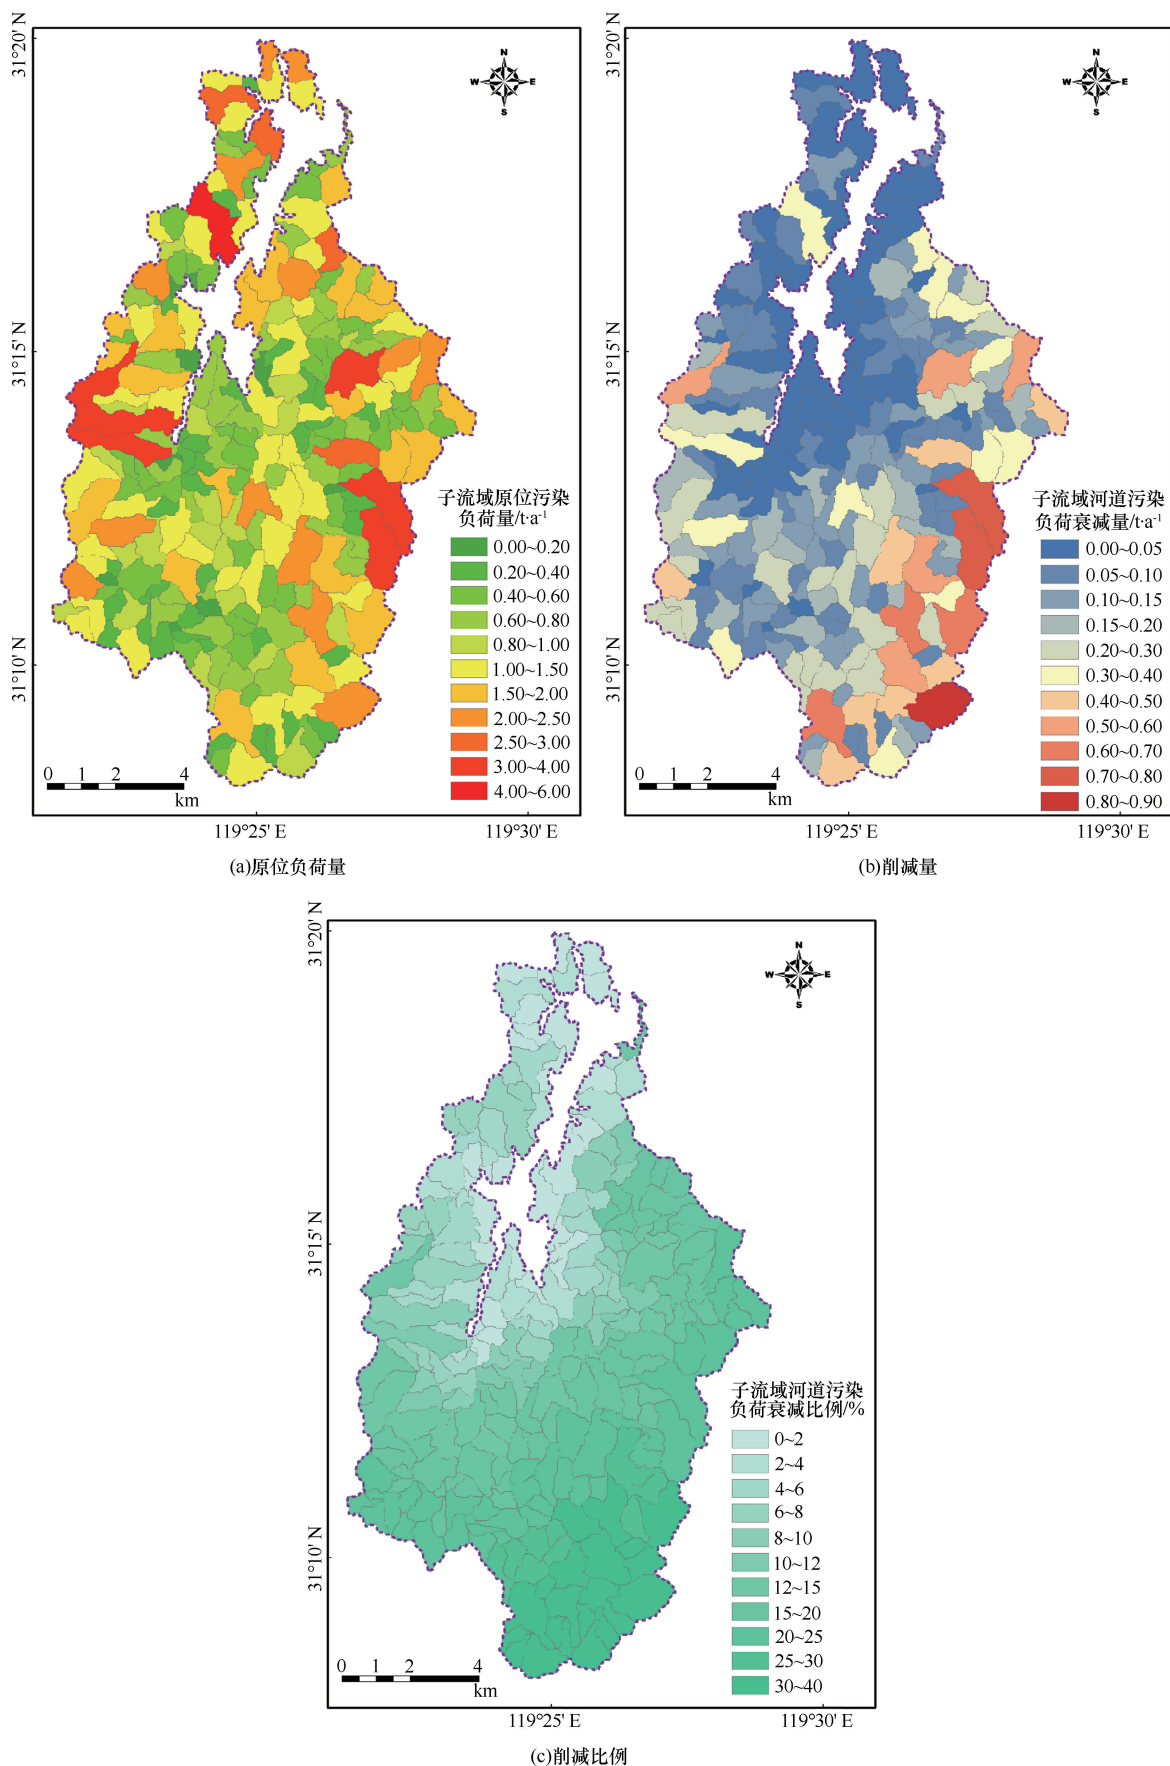 31°20' N
31°15' N
31°10' N
N
W
E
S
子流域原位污染
负荷量/t·a⁻¹
0.00~0.20
0.20~0.40
0.40~0.60
0.60~0.80
0.80~1.00
1.00~1.50
1.50~2.00
2.00~2.50
2.50~3.00
3.00~4.00
4.00~6.00
0 1 2 4
km
119°25' E 119°30' E
(a)原位负荷量
31°20' N
31°15' N
31°10' N
N
W
E
S
子流域河道污染
负荷衰减量/t·a⁻¹
0.00~0.05
0.05~0.10
0.10~0.15
0.15~0.20
0.20~0.30
0.30~0.40
0.40~0.50
0.50~0.60
0.60~0.70
0.70~0.80
0.80~0.90
0 1 2 4
km
119°25' E 119°30' E
(b)削减量
31°20' N
31°15' N
31°10' N
N
W
E
S
子流域河道污染
负荷衰减比例/%
0~2
2~4
4~6
6~8
8~10
10~12
12~15
15~20
20~25
25~30
30~40
0 1 2 4
km
119°25' E 119°30' E
(c)削减比例